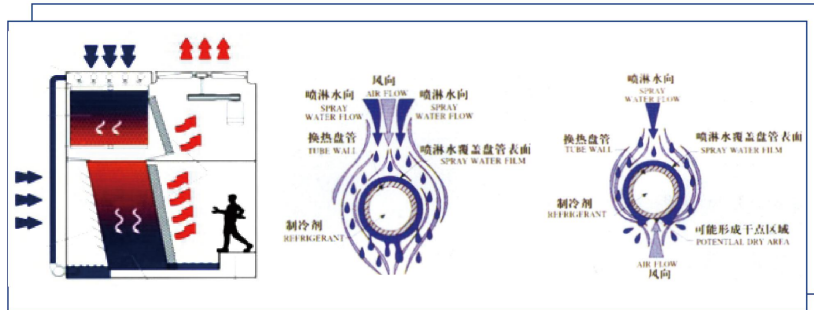 风向
AIR FLOW
喷淋水向
SPRAY
WATER FLOW
喷淋水向
SPRAY
WATER FLOW
换热盘管
TUBE WALL
喷淋水覆盖盘管表面
SPRAY WATER FILM
制冷剂
REFRIGERANT
喷淋水向
SPRAY
WATER FLOW
换热盘管
TUBE WALL
喷淋水覆盖盘管表面
SPRAY WATER FILM
制冷剂
REFRIGERANT
可能形成干点区域
POTENTLAL DRY AREA
AIR FLOW
风向